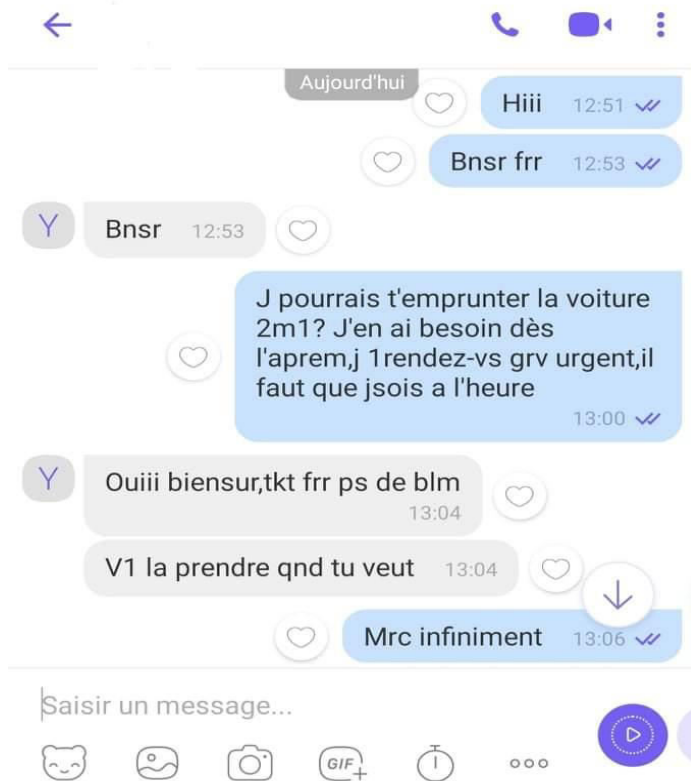 Aujourd'hui
Hiii 12:51
Bnsr frr 12:53
Y
Bnsr 12:53
J pourrais t'emprunter la voiture
2m1? J'en ai besoin dès
l'aprem,j 1rendez-vs grv urgent,il
faut que jsois a l'heure
13:00
Y
Ouiii biensur,tkt frr ps de blm
13:04
V1 la prendre qnd tu veut 13:04
Mrc infiniment 13:06
Saisir un message...
GIF